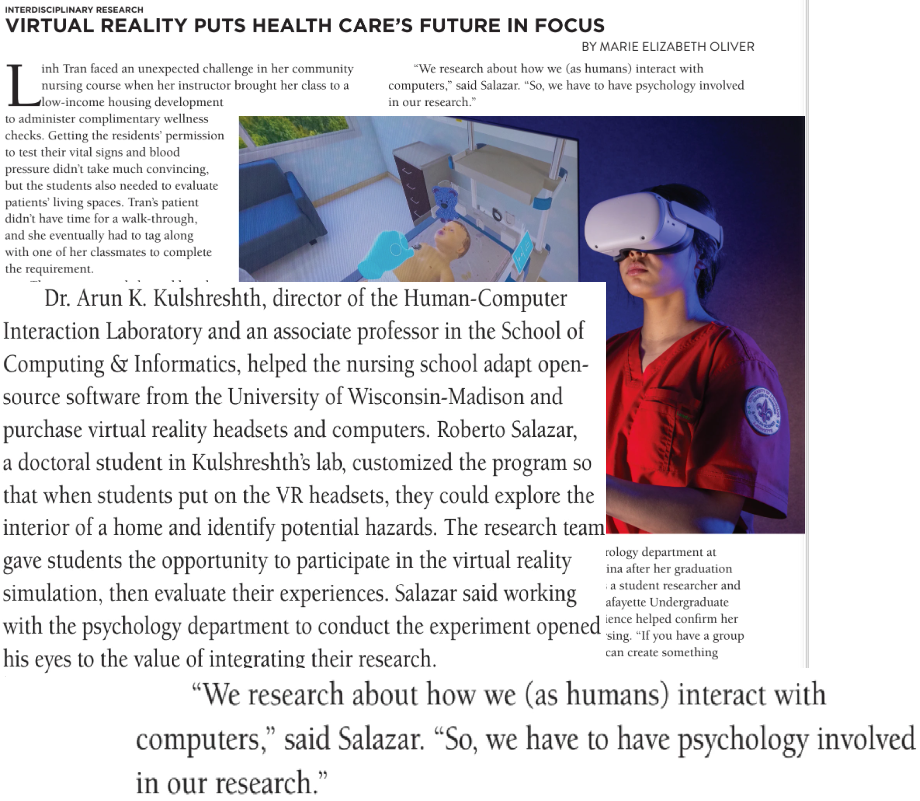 INTERDISCIPLINARY RESEARCH
VIRTUAL REALITY PUTS HEALTH CARE'S FUTURE IN FOCUS
BY MARIE ELIZABETH OLIVER
Linh Tran faced an unexpected challenge in her community
nursing course when her instructor brought her class to a
low-income housing development
to administer complimentary wellness
checks. Getting the residents' permission
to test their vital signs and blood
pressure didn't take much convincing,
but the students also needed to evaluate
patients' living spaces. Tran's patient
didn't have time for a walk-through,
and she eventually had to tag along
with one of her classmates to complete
the requirement.
“We research about how we (as humans) interact with
computers,” said Salazar. “So, we have to have psychology involved
in our research.”
Dr. Arun K. Kulshreshth, director of the Human-Computer
Interaction Laboratory and an associate professor in the School of
Computing & Informatics, helped the nursing school adapt open-
source software from the University of Wisconsin-Madison and
purchase virtual reality headsets and computers. Roberto Salazar,
a doctoral student in Kulshreshth's lab, customized the program so
that when students put on the VR headsets, they could explore the
interior of a home and identify potential hazards. The research team
gave students the opportunity to participate in the virtual reality
simulation, then evaluate their experiences. Salazar said working
with the psychology department to conduct the experiment opened
his eyes to the value of integrating their research.
department at
after her graduation
a student researcher and
Undergraduate
helped confirm her
“If you have a group
can create something
“We research about how we (as humans) interact with
computers,” said Salazar. “So, we have to have psychology involved
in our research.”